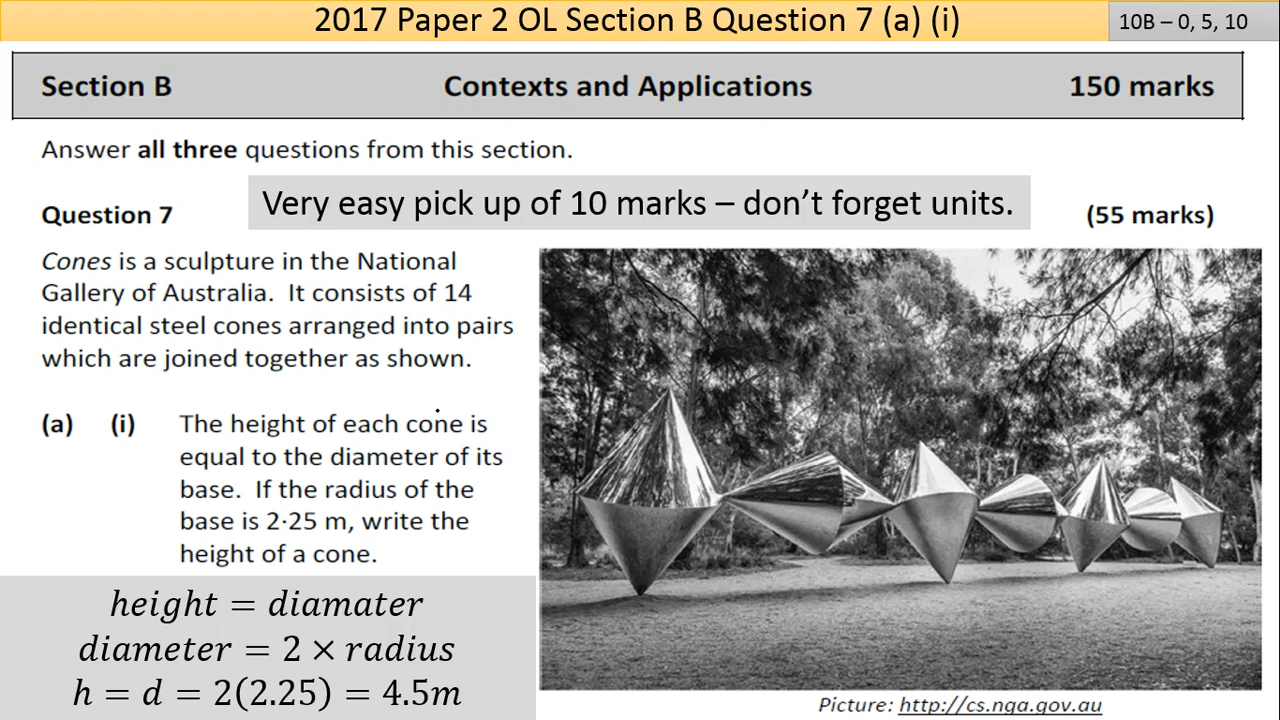 2017 Paper 2 OL Section B Question 7 (a) (i)
10B – 0, 5, 10
Section B Contexts and Applications 150 marks
Answer all three questions from this section.
Very easy pick up of 10 marks – don't forget units.
Question 7 (55 marks)
Cones is a sculpture in the National
Gallery of Australia. It consists of 14
identical steel cones arranged into pairs
which are joined together as shown.
(a) (i) The height of each cone is
equal to the diameter of its
base. If the radius of the
base is 2·25 m, write the
height of a cone.
height = diamater
diameter = 2 × radius
h = d = 2(2.25) = 4.5m
Picture: http://cs.nga.gov.au